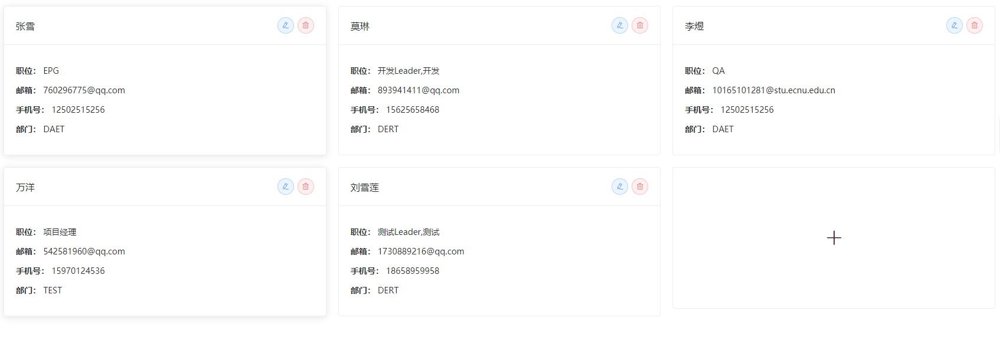 张雪
职位： EPG
邮箱： 760296775@qq.com
手机号： 12502515256
部门： DAET
莫琳
职位： 开发Leader,开发
邮箱： 893941411@qq.com
手机号： 15625658468
部门： DERT
李煜
职位： QA
邮箱： 10165101281@stu.ecnu.edu.cn
手机号： 12502515256
部门： DAET
万洋
职位： 项目经理
邮箱： 542581960@qq.com
手机号： 15970124536
部门： TEST
刘雪莲
职位： 测试Leader,测试
邮箱： 1730889216@qq.com
手机号： 18658959958
部门： DERT